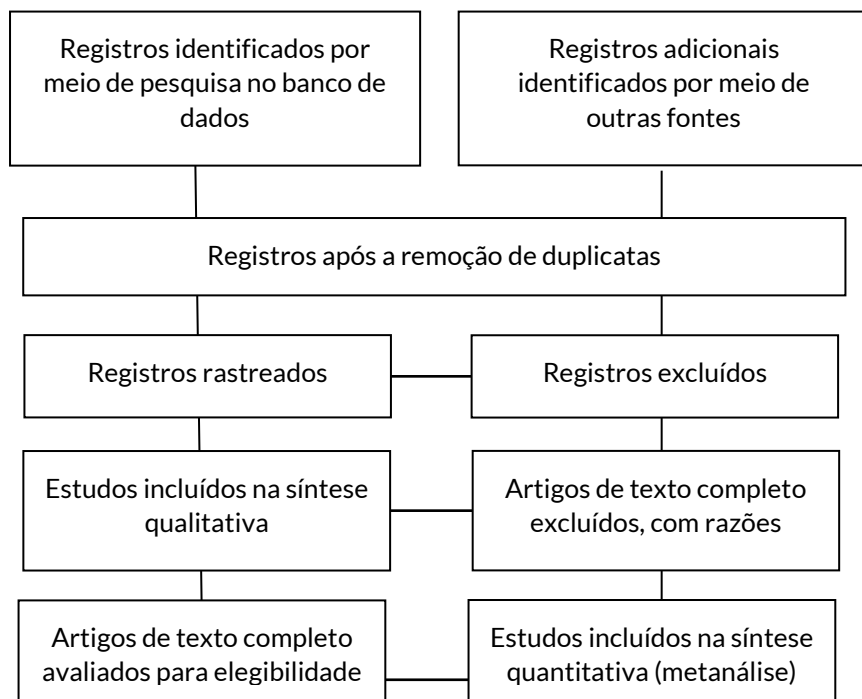 Registros identificados por
meio de pesquisa no banco de
dados
Registros adicionais
identificados por meio de
outras fontes
Registros após a remoção de duplicatas
Registros rastreados
Registros excluídos
Estudos incluídos na síntese
qualitativa
Artigos de texto completo
excluídos, com razões
Artigos de texto completo
avaliados para elegibilidade
Estudos incluídos na síntese
quantitativa (metanálise)